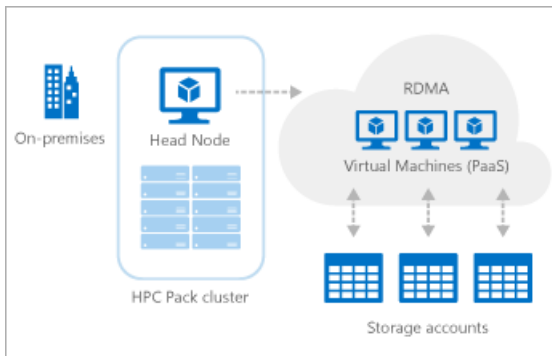 On-premises
Head Node
HPC Pack cluster
RDMA
Virtual Machines (PaaS)
Storage accounts